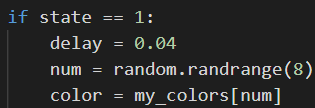 if state == 1:
    delay = 0.04
    num = random.randrange(8)
    color = my_colors[num]